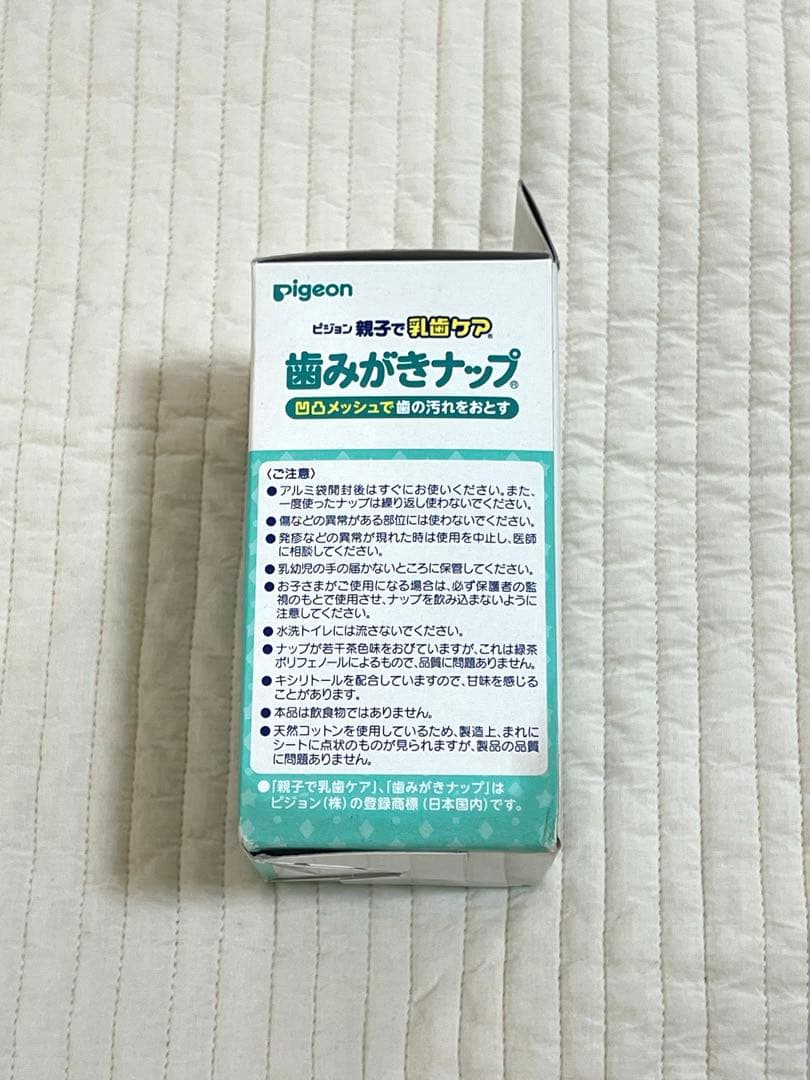 Pigeon
ピジョン 親子で乳歯ケア®
歯みがきナップ®
凹凸メッシュで歯の汚れをおとす
〈ご注意〉
●アルミ袋開封後はすぐにお使いください。また、
一度使ったナップは繰り返し使わないでください。
●傷などの異常がある部位には使わないでください。
●発疹などの異常が現れた時は使用を中止し、医師
に相談してください。
●乳幼児の手の届かないところに保管してください。
●お子さまがご使用になる場合は、必ず保護者の監
視のもとで使用させ、ナップを飲み込まないように
注意してください。
●水洗トイレには流さないでください。
●ナップが若干茶色味をおびていますが、これは緑茶
ポリフェノールによるもので、品質に問題ありません。
●キシリトールを配合していますので、甘味を感じる
ことがあります。
●本品は飲食物ではありません。
●天然コットンを使用しているため、製造上、まれに
シートに点状のものが見られますが、製品の品質
に問題ありません。
●「親子で乳歯ケア」、「歯みがきナップ」は
ピジョン(株)の登録商標(日本国内)です。